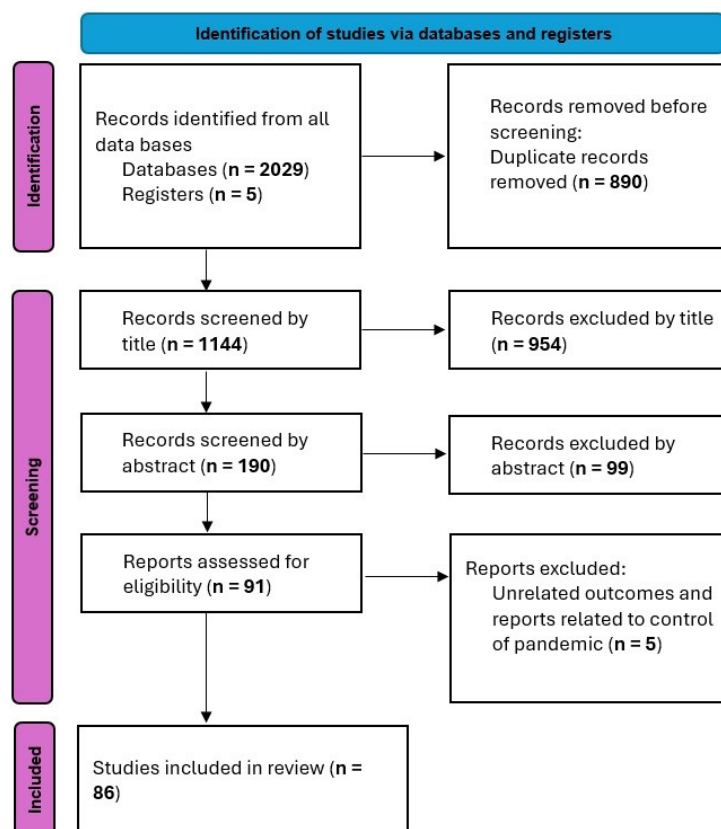 Identification of studies via databases and registers
Identification
Records identified from all
data bases
Databases (n = 2029)
Registers (n = 5)
Records removed before
screening:
Duplicate records
removed (n = 890)
Screening
Records screened by
title (n = 1144)
Records excluded by title
(n = 954)
Records screened by
abstract (n = 190)
Records excluded by
abstract (n = 99)
Reports assessed for
eligibility (n = 91)
Reports excluded:
Unrelated outcomes and
reports related to control
of pandemic (n = 5)
Included
Studies included in review (n =
86)